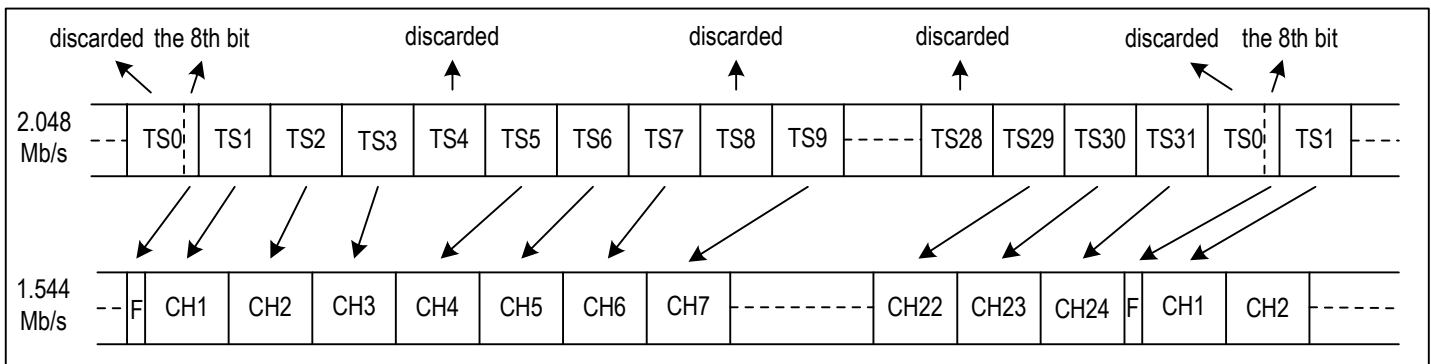 discarded the 8th bit discarded discarded discarded discarded the 8th bit
2.048 Mb/s
TS0 TS1 TS2 TS3 TS4 TS5 TS6 TS7 TS8 TS9 TS28 TS29 TS30 TS31 TS0 TS1
1.544 Mb/s
F CH1 CH2 CH3 CH4 CH5 CH6 CH7 CH22 CH23 CH24 F CH1 CH2